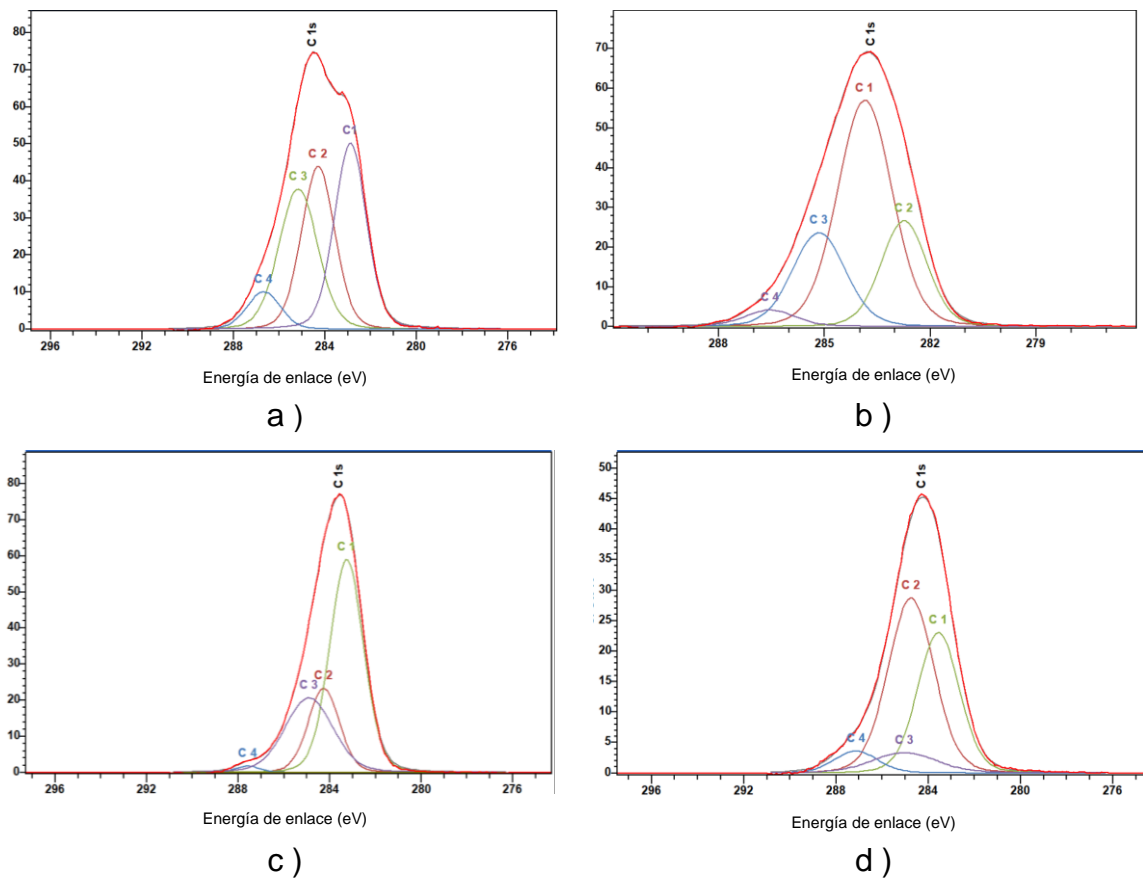 C 1s
80
70
60
50
40
30
20
10
0
C1
C 2
C 3
C 4
296
292
288
284
280
276
Energía de enlace (eV)
a )
C 1s
70
60
50
40
30
20
10
0
C 1
C 2
C 3
C 4
288
285
282
279
Energía de enlace (eV)
b )
C 1s
80
70
60
50
40
30
20
10
0
C 1
C 2
C 3
C 4
296
292
288
284
280
276
Energía de enlace (eV)
c )
C 1s
50
45
40
35
30
25
20
15
10
5
0
C 2
C 1
C 4
C 3
296
292
288
284
280
276
Energía de enlace (eV)
d )